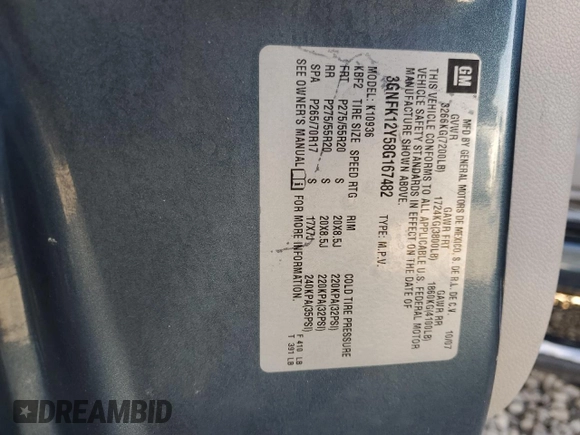 GM
MFD BY GENERAL MOTORS DE MEXICO, S. DE R.L. DE C.V. 10/07
GVWR GAWR FRT GAWR RR
3266KG(7200LB) 1724KG(3800LB) 1860KG(4100LB)
THIS VEHICLE CONFORMS TO ALL APPLICABLE U.S. FEDERAL MOTOR
VEHICLE SAFETY STANDARDS IN EFFECT ON THE DATE OF
MANUFACTURE SHOWN ABOVE.
3GNFK12Y58G167482 TYPE: M.P.V.
MODEL: K10936
KBF2 TIRE SIZE SPEED RTG RIM COLD TIRE PRESSURE
FRT P275/55R20 S 20X8.5J 220KPA(32PSI)
RR P275/55R20 S 20X8.5J 220KPA(32PSI)
SPA P265/70R17 S 17X7J 240KPA(35PSI)
SEE OWNER'S MANUAL i FOR MORE INFORMATION.
F 410 LB
T 391 LB
DREAMBID